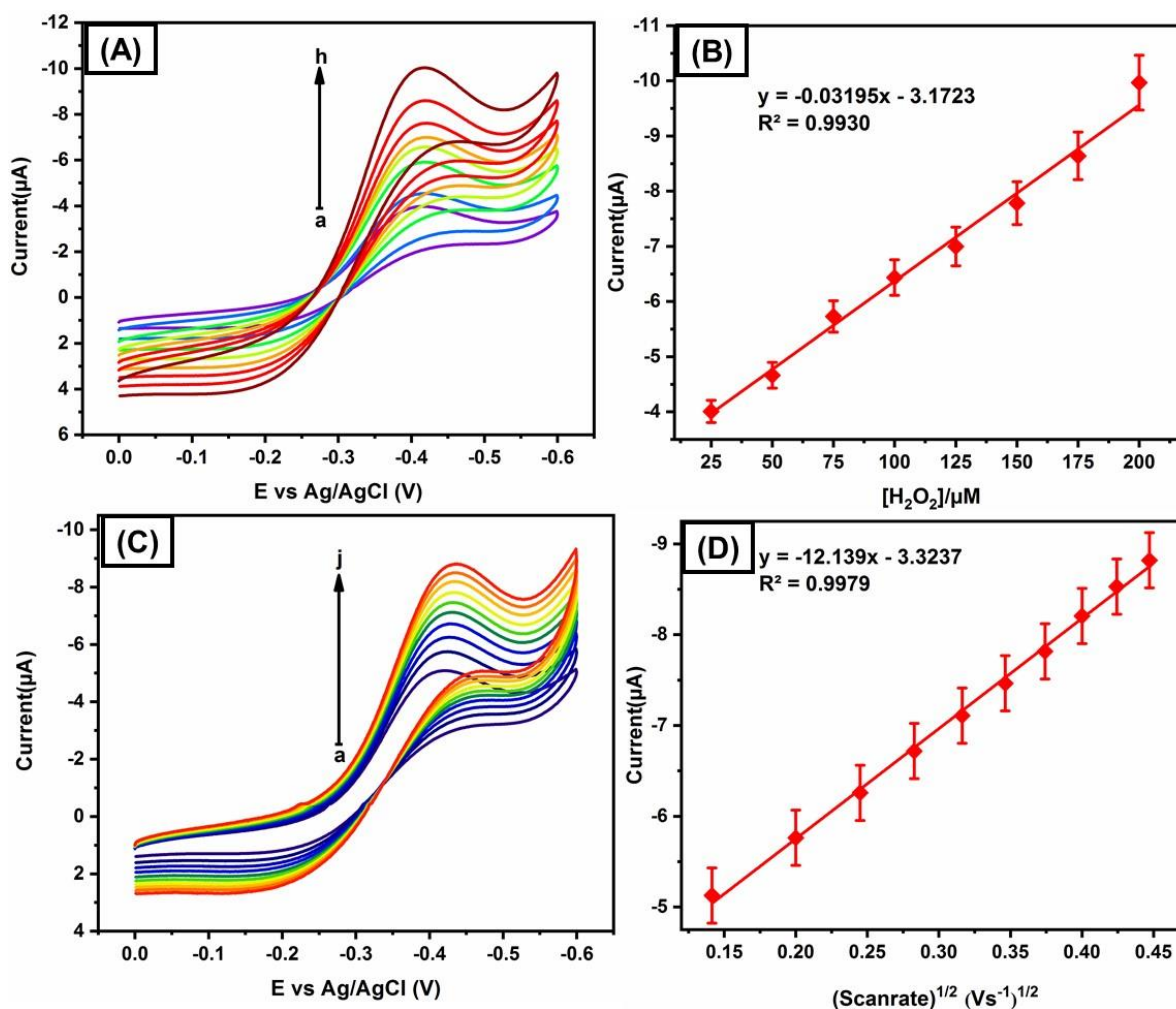 (A)
h
a
-12
-10
-8
-6
-4
-2
0
2
4
6
Current(µA)
0.0 -0.1 -0.2 -0.3 -0.4 -0.5 -0.6
E vs Ag/AgCl (V)
(B)
y = -0.03195x - 3.1723
R² = 0.9930
-11
-10
-9
-8
-7
-6
-5
-4
Current(µA)
25 50 75 100 125 150 175 200
[H₂O₂]/µM
(C)
j
a
-10
-8
-6
-4
-2
0
2
4
Current(µA)
0.0 -0.1 -0.2 -0.3 -0.4 -0.5 -0.6
E vs Ag/AgCl (V)
(D)
y = -12.139x - 3.3237
R² = 0.9979
-9
-8
-7
-6
-5
Current(µA)
0.15 0.20 0.25 0.30 0.35 0.40 0.45
(Scanrate)¹/² (Vs⁻¹)¹/²